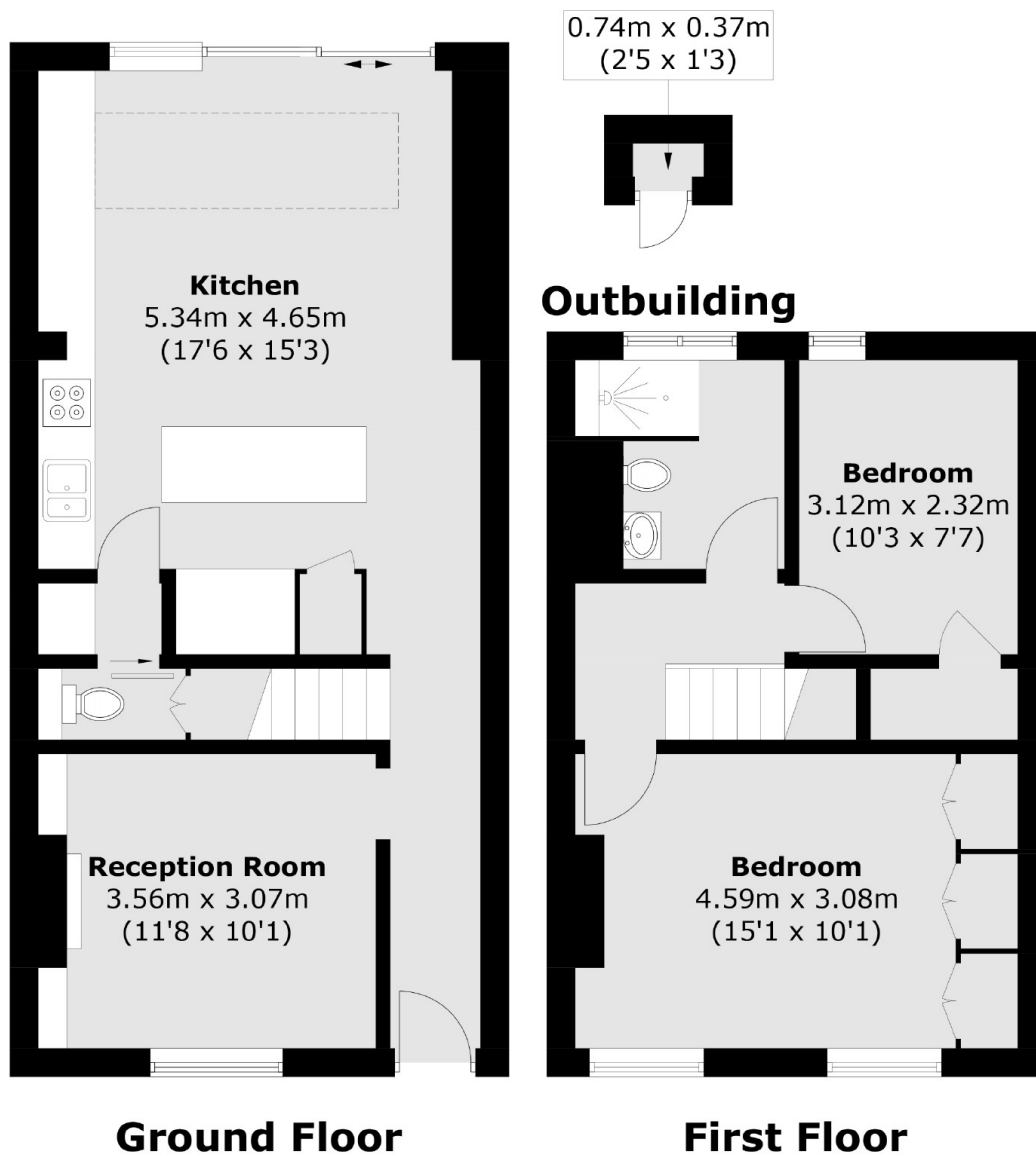 0.74m x 0.37m
(2'5 x 1'3)
Outbuilding
Kitchen
5.34m x 4.65m
(17'6 x 15'3)
Reception Room
3.56m x 3.07m
(11'8 x 10'1)
Ground Floor
Bedroom
3.12m x 2.32m
(10'3 x 7'7)
Bedroom
4.59m x 3.08m
(15'1 x 10'1)
First Floor